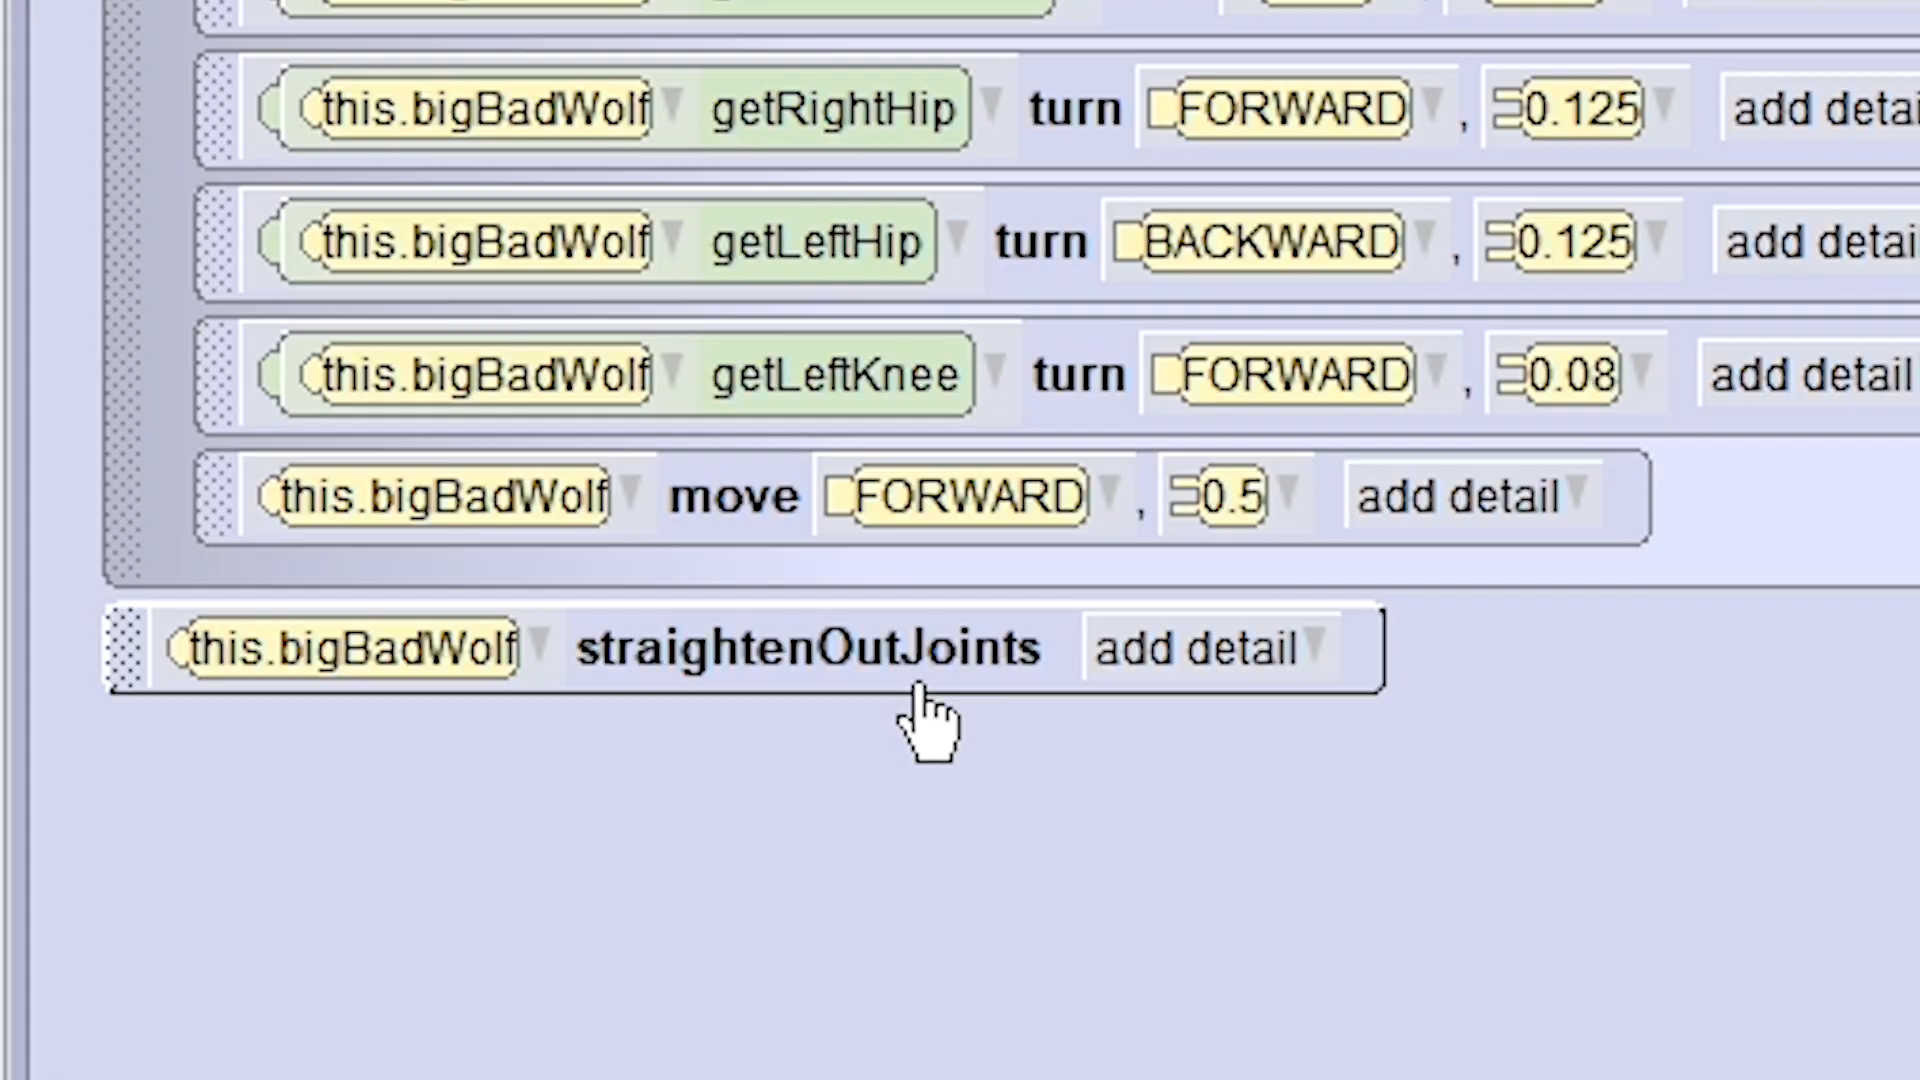 this.bigBadWolf getRightHip turn FORWARD , 0.125 add detai
this.bigBadWolf getLeftHip turn BACKWARD , 0.125 add detai
this.bigBadWolf getLeftKnee turn FORWARD , 0.08 add detail
this.bigBadWolf move FORWARD , 0.5 add detail
this.bigBadWolf straightenOutJoints add detail